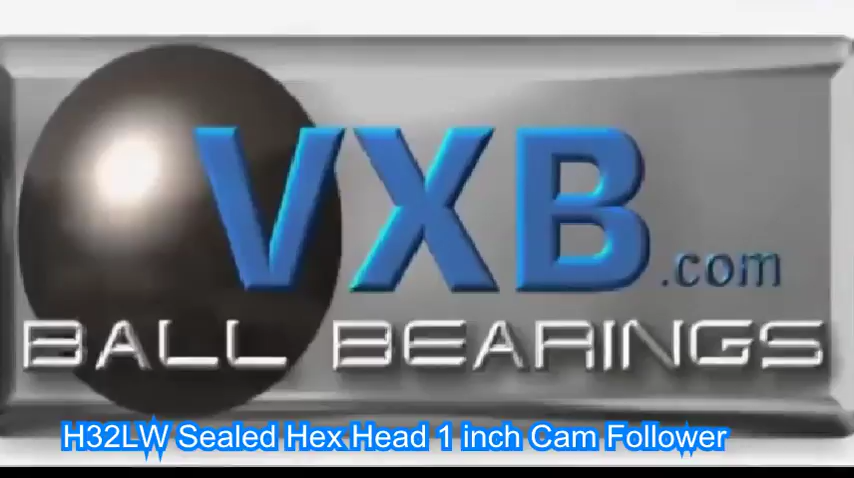 VXB.com
BALL BEARINGS
H32LW Sealed Hex Head 1 inch Cam Follower